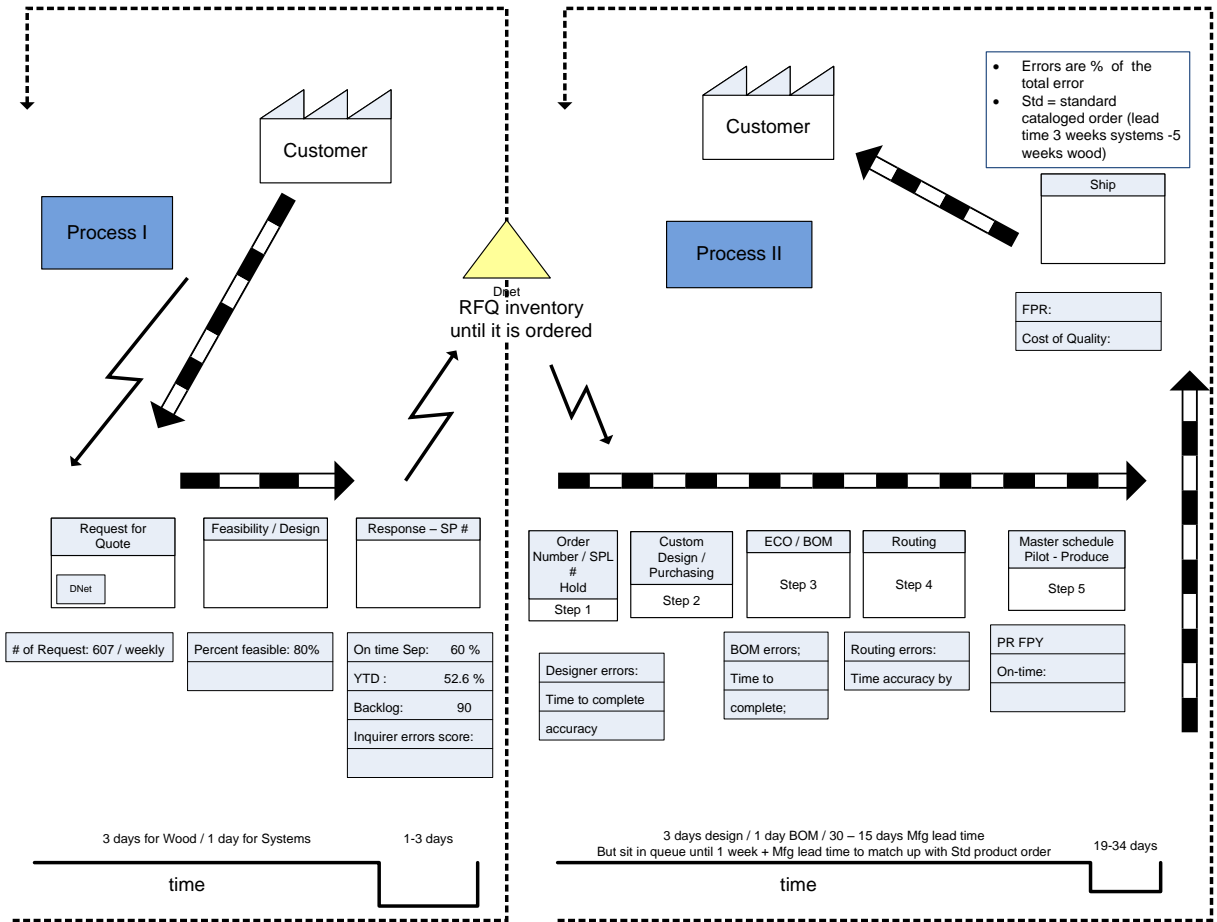 Customer
Process I
Dnet
RFQ inventory
until it is ordered
Request for
Quote
DNet
Feasibility / Design
Response – SP #
# of Request: 607 / weekly
Percent feasible: 80%
On time Sep: 60 %
YTD : 52.6 %
Backlog: 90
Inquirer errors score:
3 days for Wood / 1 day for Systems
1-3 days
time
Customer
Process II
• Errors are % of the
total error
• Std = standard
cataloged order (lead
time 3 weeks systems -5
weeks wood)
Ship
FPR:
Cost of Quality:
Order
Number / SPL
#
Hold
Step 1
Custom
Design /
Purchasing
Step 2
ECO / BOM
Step 3
Routing
Step 4
Master schedule
Pilot - Produce
Step 5
Designer errors:
Time to complete
accuracy
BOM errors;
Time to
complete;
Routing errors:
Time accuracy by
PR FPY
On-time:
3 days design / 1 day BOM / 30 – 15 days Mfg lead time
But sit in queue until 1 week + Mfg lead time to match up with Std product order
19-34 days
time